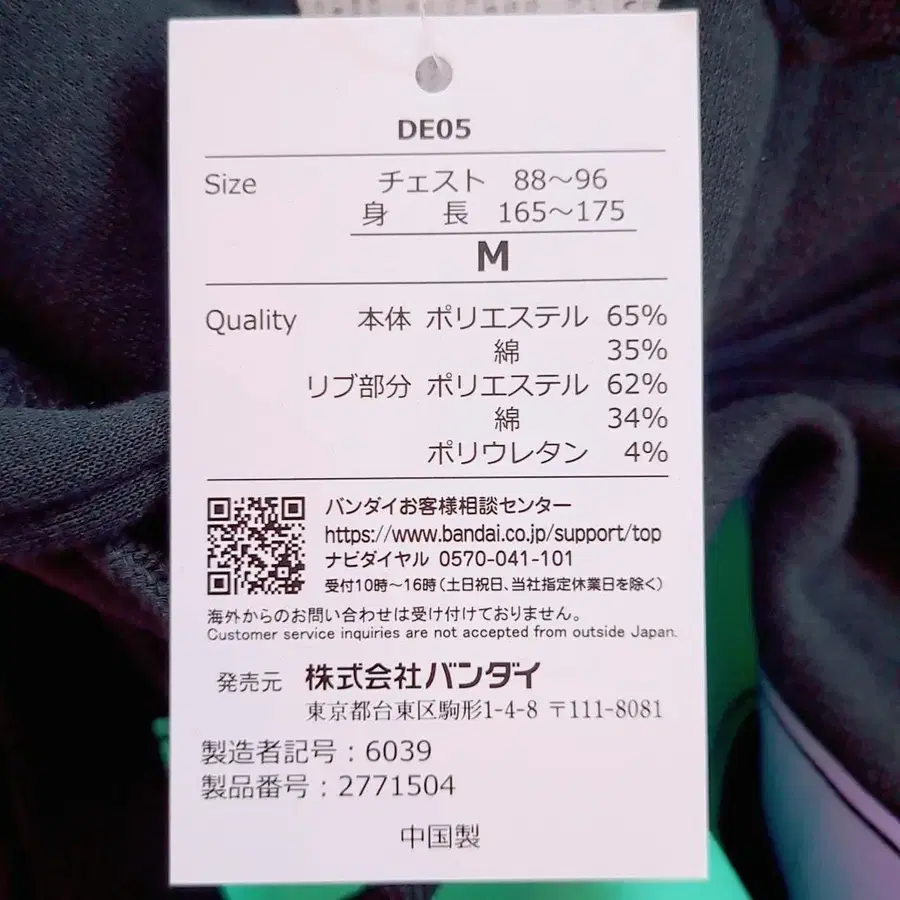 DE05
Size チェスト 88～96
身 長 165～175
M
Quality 本体 ポリエステル 65%
綿 35%
リブ部分 ポリエステル 62%
綿 34%
ポリウレタン 4%
バンダイお客様相談センター
https://www.bandai.co.jp/support/top
ナビダイヤル 0570-041-101
受付10時～16時(土日祝日、当社指定休業日を除く)
海外からのお問い合わせは受け付けておりません。
Customer service inquiries are not accepted from outside Japan.
発売元 株式会社バンダイ
東京都台東区駒形1-4-8 〒111-8081
製造者記号：6039
製品番号：2771504
中国製